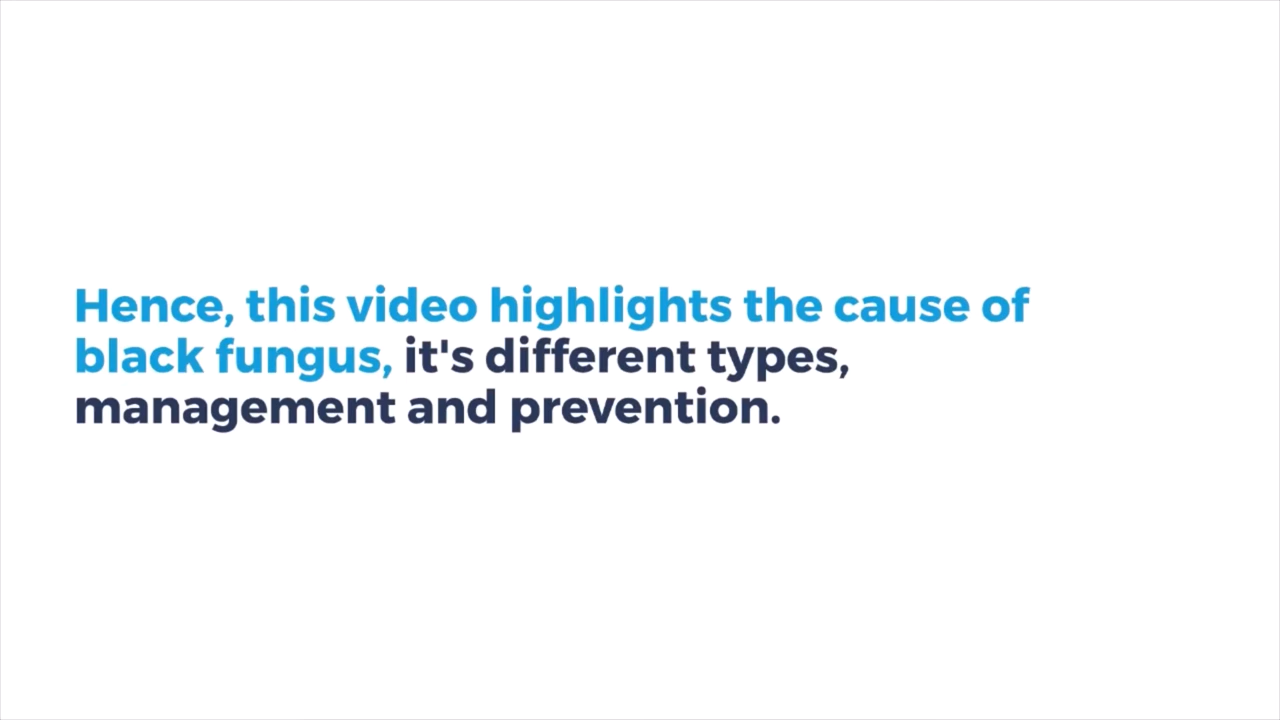 Hence, this video highlights the cause of
black fungus, it's different types,
management and prevention.